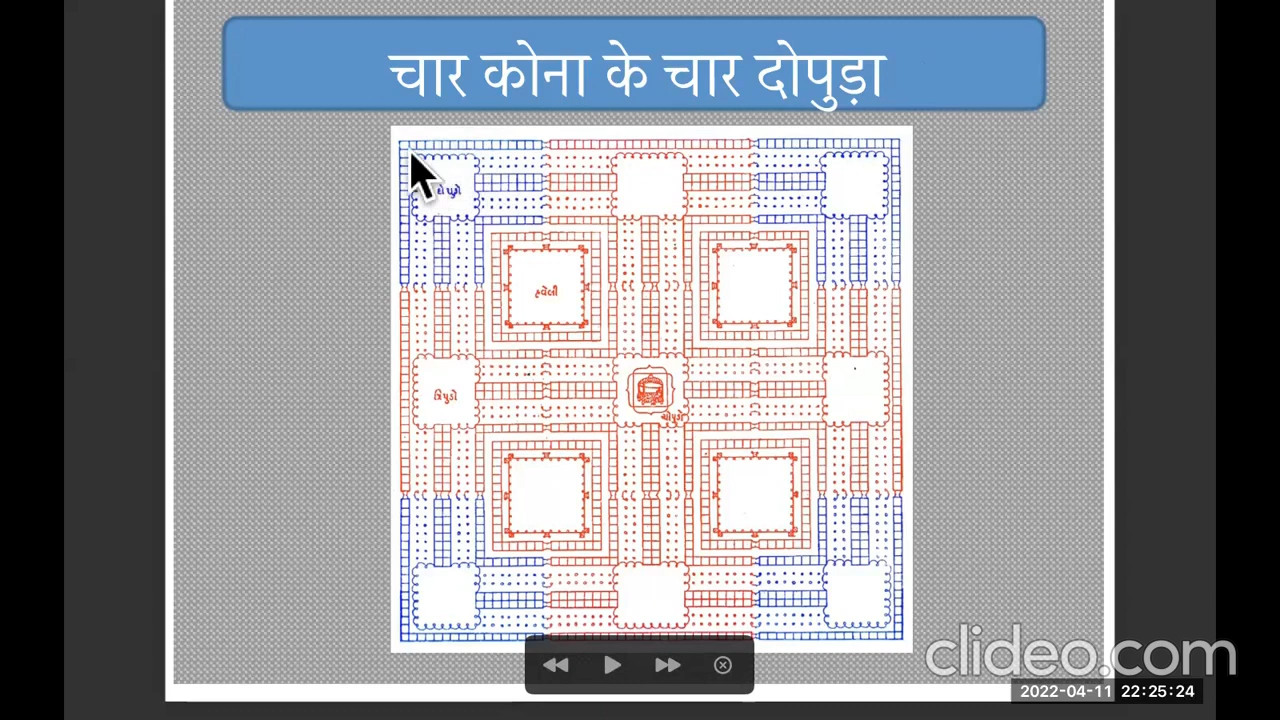 चार कोना के चार दोपुड़ा
દો પુડો
હવેલી
ત્રિપુડો
ચોપુડો
clideo.com
2022-04-11 22:25:24